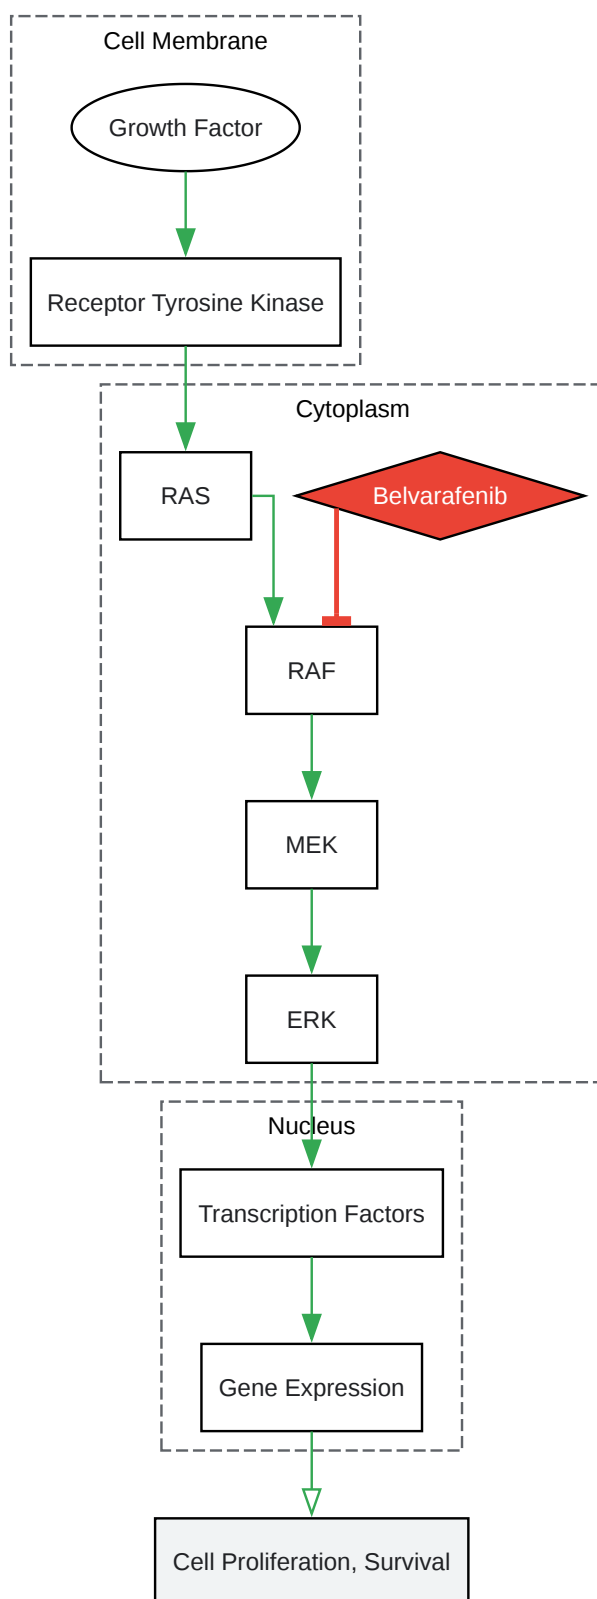 Cell Membrane
Growth Factor
Receptor Tyrosine Kinase
Cytoplasm
RAS
Belvarafenib
RAF
MEK
ERK
Nucleus
Transcription Factors
Gene Expression
Cell Proliferation, Survival